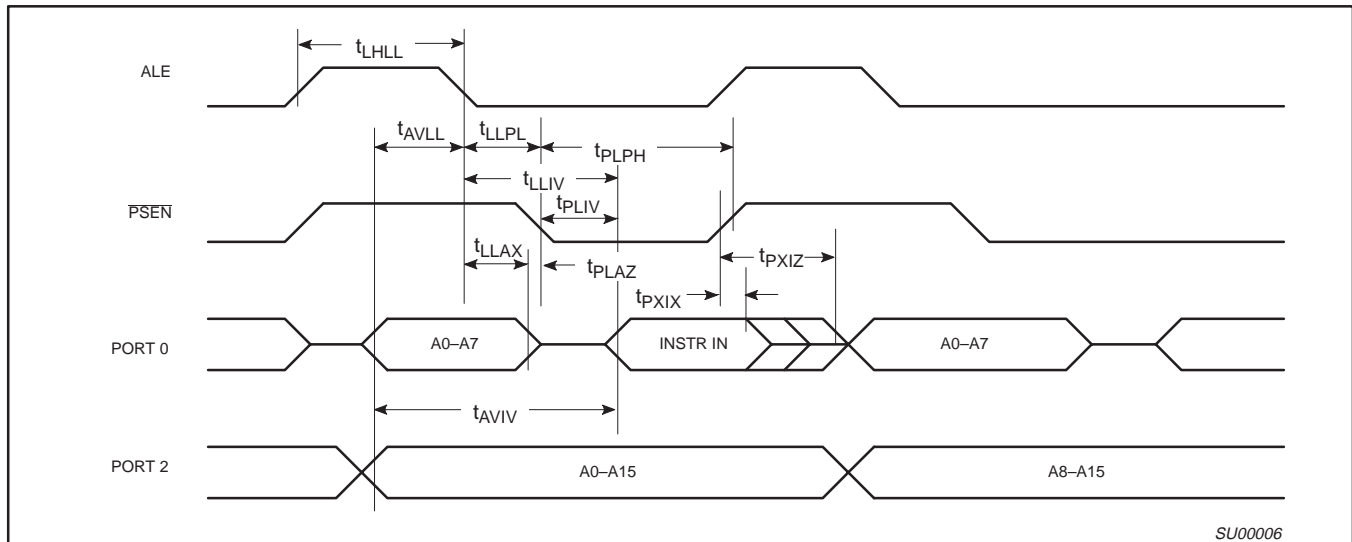 tLHLL
ALE
tAVLL
tLLPL
tPLPH
tLLIV
PSEN
tPLIV
tLLAX
tPLAZ
tPXIZ
tPXIX
PORT 0
A0–A7
INSTR IN
A0–A7
tAVIV
PORT 2
A0–A15
A8–A15
SU00006